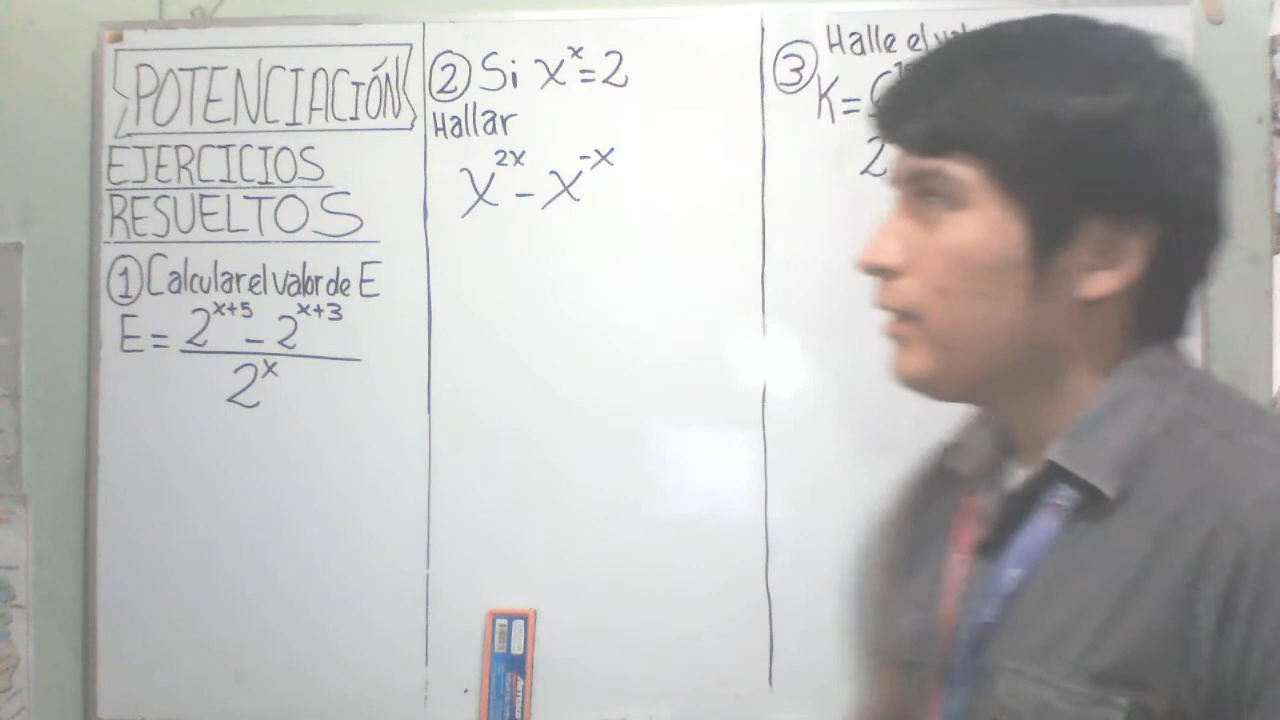 POTENCIACIÓN
EJERCICIOS
RESUELTOS
① Calcular el valor de E
E = (2^(x+5) - 2^(x+3)) / 2^x
② Si x^x = 2
Hallar
x^(2x) - x^(-x)
③ Halle el
K =
2